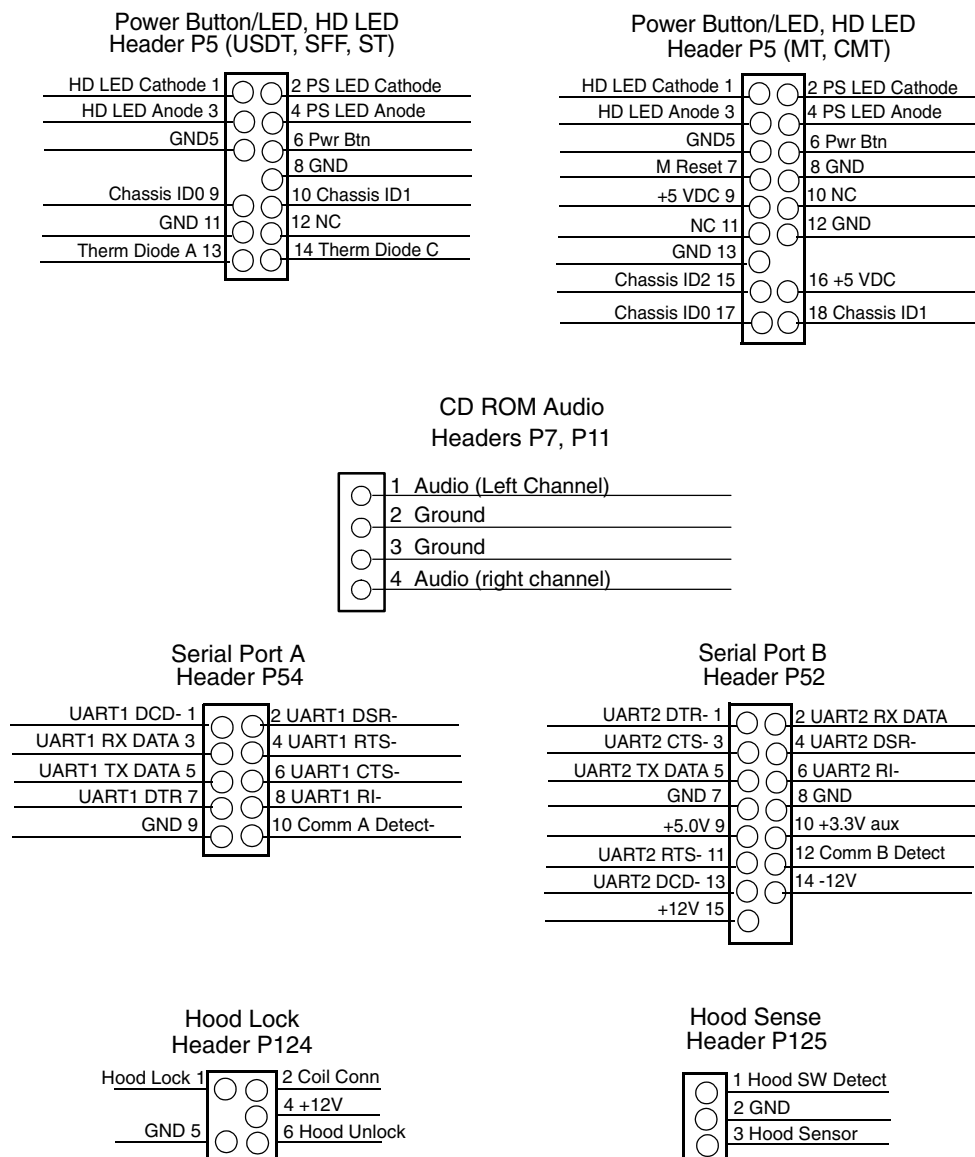 Power Button/LED, HD LED
Header P5 (USDT, SFF, ST)
HD LED Cathode 1
2 PS LED Cathode
HD LED Anode 3
4 PS LED Anode
GND5
6 Pwr Btn
8 GND
Chassis ID0 9
10 Chassis ID1
GND 11
12 NC
Therm Diode A 13
14 Therm Diode C
Power Button/LED, HD LED
Header P5 (MT, CMT)
HD LED Cathode 1
2 PS LED Cathode
HD LED Anode 3
4 PS LED Anode
GND5
6 Pwr Btn
M Reset 7
8 GND
+5 VDC 9
10 NC
NC 11
12 GND
GND 13
Chassis ID2 15
16 +5 VDC
Chassis ID0 17
18 Chassis ID1
CD ROM Audio
Headers P7, P11
1 Audio (Left Channel)
2 Ground
3 Ground
4 Audio (right channel)
Serial Port A
Header P54
UART1 DCD- 1
2 UART1 DSR-
UART1 RX DATA 3
4 UART1 RTS-
UART1 TX DATA 5
6 UART1 CTS-
UART1 DTR 7
8 UART1 RI-
GND 9
10 Comm A Detect-
Serial Port B
Header P52
UART2 DTR- 1
2 UART2 RX DATA
UART2 CTS- 3
4 UART2 DSR-
UART2 TX DATA 5
6 UART2 RI-
GND 7
8 GND
+5.0V 9
10 +3.3V aux
UART2 RTS- 11
12 Comm B Detect
UART2 DCD- 13
14 -12V
+12V 15
Hood Lock
Header P124
Hood Lock 1
2 Coil Conn
4 +12V
GND 5
6 Hood Unlock
Hood Sense
Header P125
1 Hood SW Detect
2 GND
3 Hood Sensor